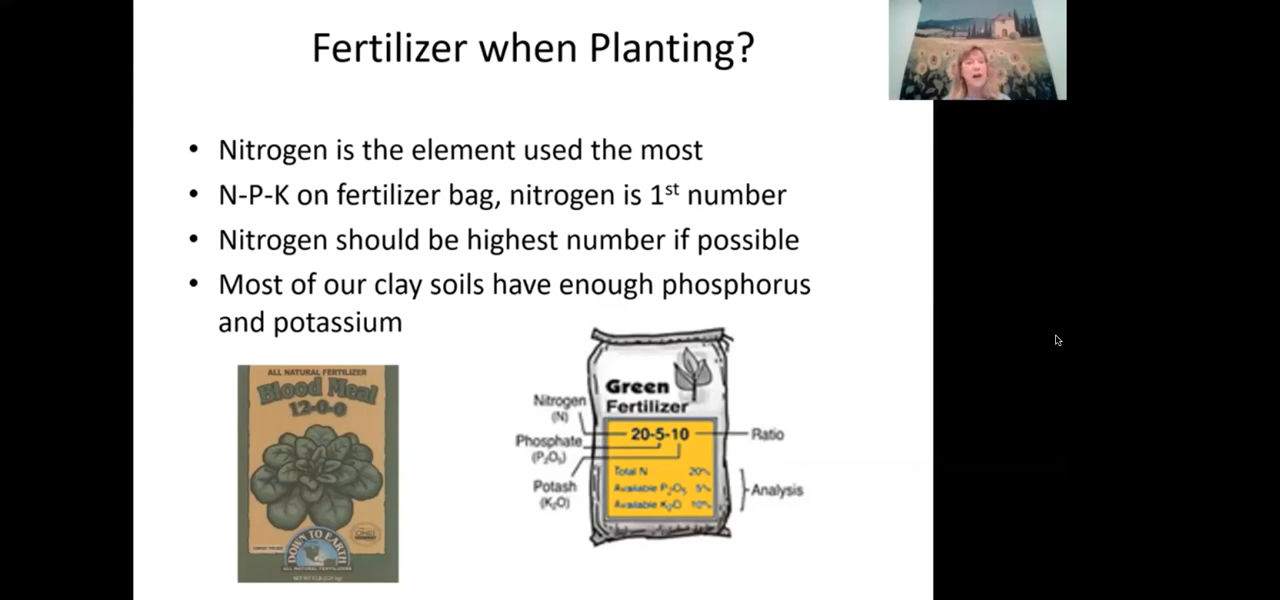 Fertilizer when Planting?
• Nitrogen is the element used the most
• N-P-K on fertilizer bag, nitrogen is 1st number
• Nitrogen should be highest number if possible
• Most of our clay soils have enough phosphorus
and potassium
ALL NATURAL FERTILIZER
Blood Meal
12-0-0
DOWN TO EARTH
ALL NATURAL FERTILIZERS
Green
Fertilizer
Nitrogen
(N)
20-5-10
Ratio
Phosphate
(P₂O₅)
Total N 20%
Available P₂O₅ 5%
Available K₂O 10%
Potash
(K₂O)
Analysis